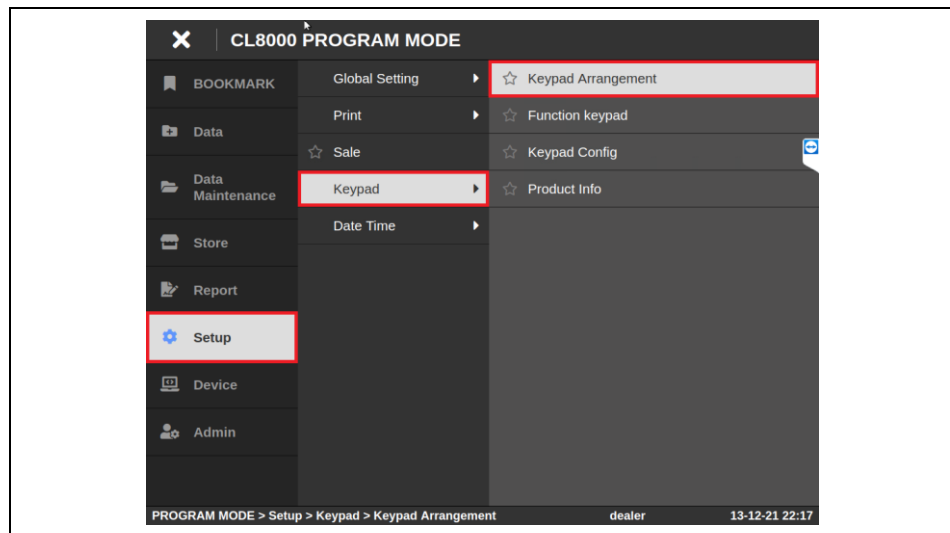 CL8000 PROGRAM MODE
BOOKMARK
Data
Data
Maintenance
Store
Report
Setup
Device
Admin
Global Setting
Print
Sale
Keypad
Date Time
Keypad Arrangement
Function keypad
Keypad Config
Product Info
PROGRAM MODE > Setup > Keypad > Keypad Arrangement dealer 13-12-21 22:17